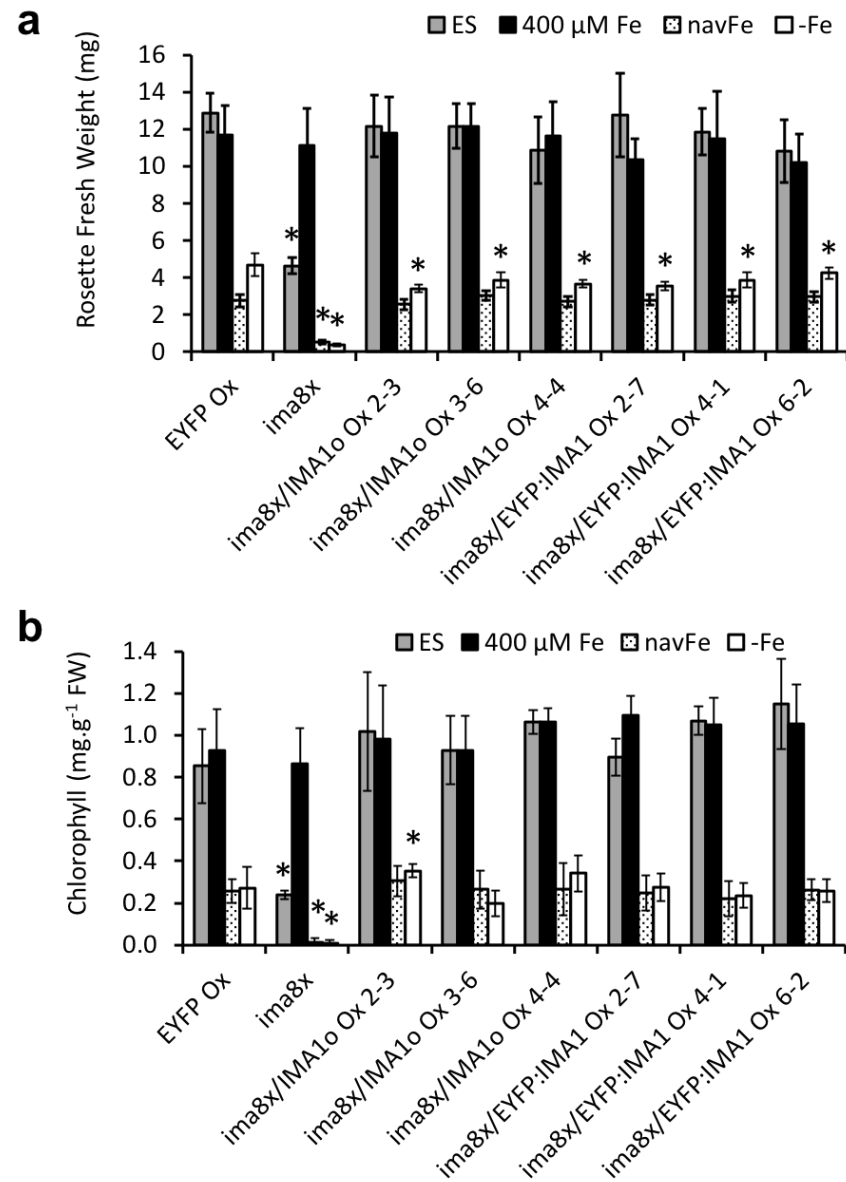 a
ES 400 µM Fe navFe -Fe
Rosette Fresh Weight (mg)
16
14
12
10
8
6
4
2
0
*
*
*
*
*
*
*
*
*
EYFP Ox
ima8x
ima8x/IMA1o Ox 2-3
ima8x/IMA1o Ox 3-6
ima8x/IMA1o Ox 4-4
ima8x/EYFP:IMA1 Ox 2-7
ima8x/EYFP:IMA1 Ox 4-1
ima8x/EYFP:IMA1 Ox 6-2
b
ES 400 µM Fe navFe -Fe
Chlorophyll (mg.g-1 FW)
1.4
1.2
1.0
0.8
0.6
0.4
0.2
0.0
*
*
*
*
EYFP Ox
ima8x
ima8x/IMA1o Ox 2-3
ima8x/IMA1o Ox 3-6
ima8x/IMA1o Ox 4-4
ima8x/EYFP:IMA1 Ox 2-7
ima8x/EYFP:IMA1 Ox 4-1
ima8x/EYFP:IMA1 Ox 6-2